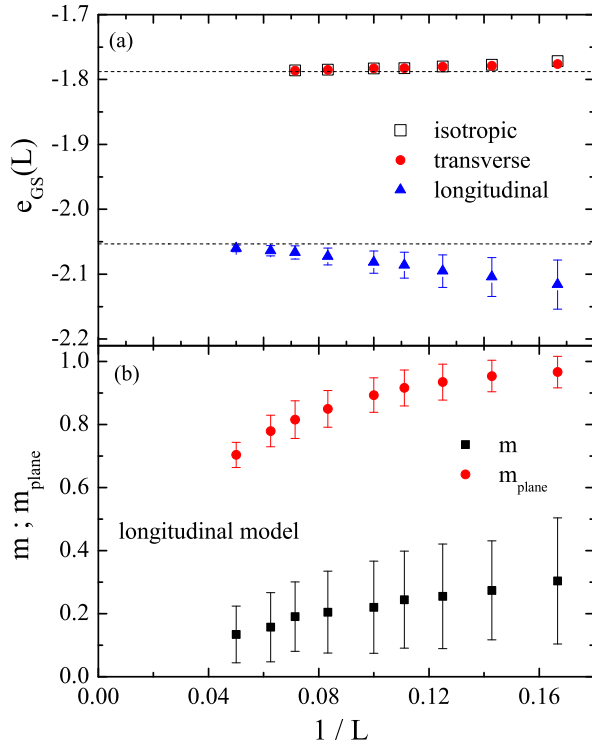 -1.7
(a)
-1.8
-1.9
e_GS(L)
isotropic
transverse
longitudinal
-2.0
-2.1
-2.2
1.0
(b)
0.8
m
m_plane
0.6
m ; m_plane
longitudinal model
0.4
0.2
0.0
0.00 0.04 0.08 0.12 0.16
1 / L